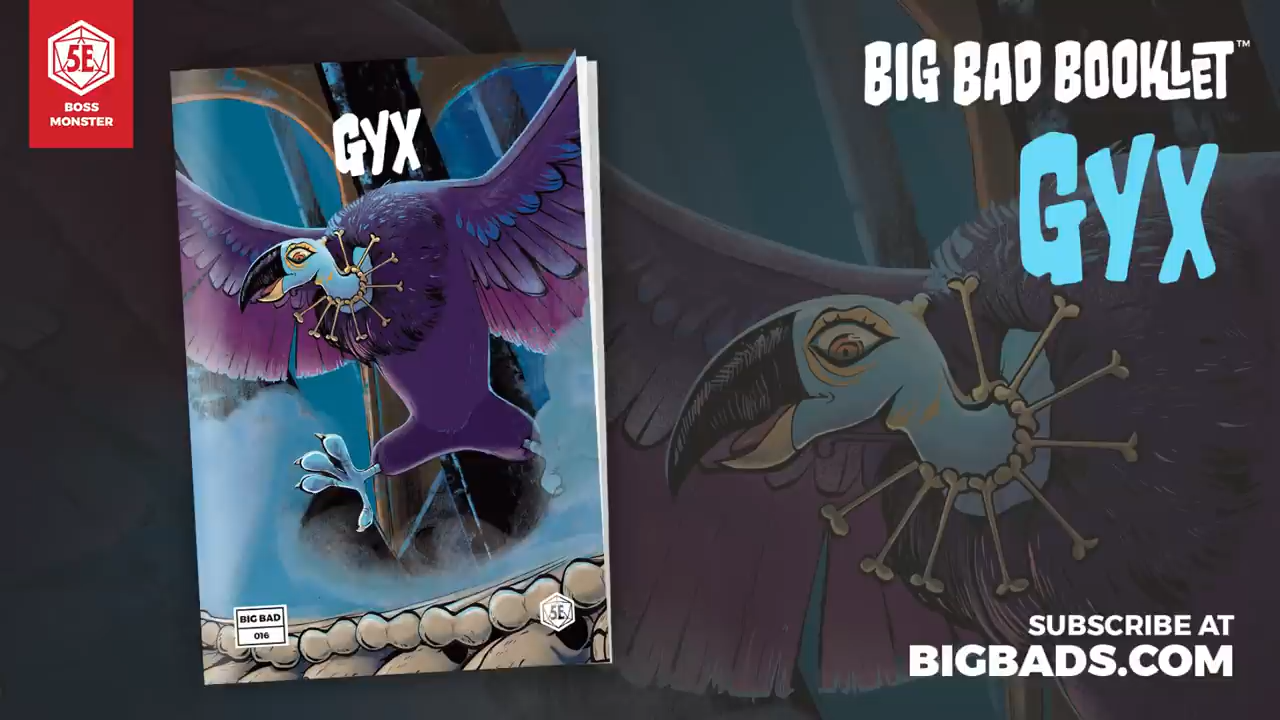 5E
BOSS
MONSTER
GYX
BIG BAD
016
5E
BIG BAD BOOKLET™
GYX
SUBSCRIBE AT
BIGBADS.COM